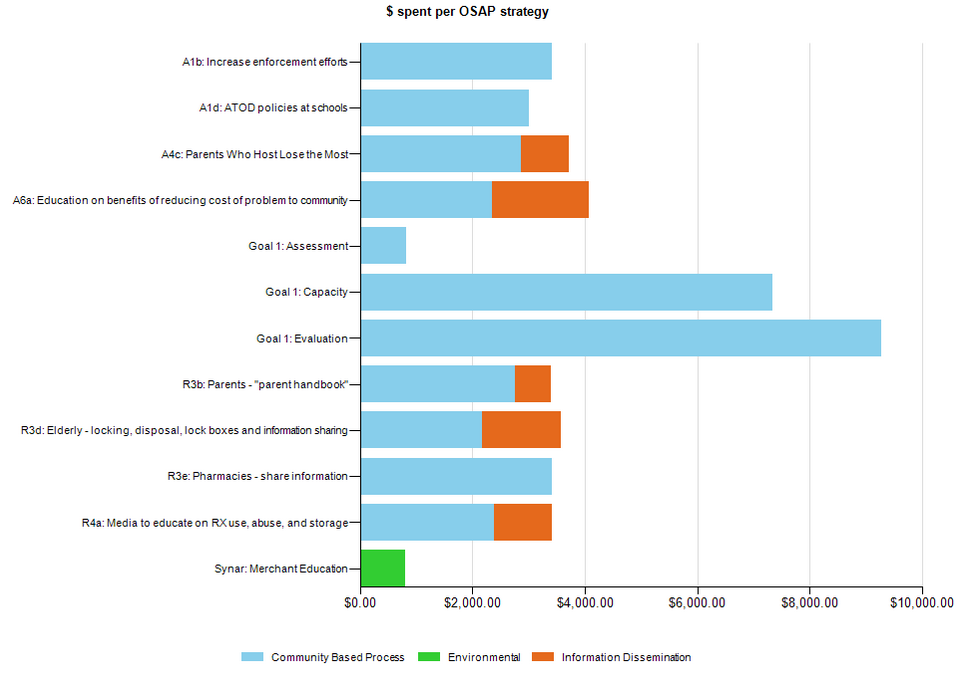 $ spent per OSAP strategy
A1b: Increase enforcement efforts
A1d: ATOD policies at schools
A4c: Parents Who Host Lose the Most
A6a: Education on benefits of reducing cost of problem to community
Goal 1: Assessment
Goal 1: Capacity
Goal 1: Evaluation
R3b: Parents - "parent handbook"
R3d: Elderly - locking, disposal, lock boxes and information sharing
R3e: Pharmacies - share information
R4a: Media to educate on RX use, abuse, and storage
Synar: Merchant Education
$0.00 $2,000.00 $4,000.00 $6,000.00 $8,000.00 $10,000.00
Community Based Process Environmental Information Dissemination